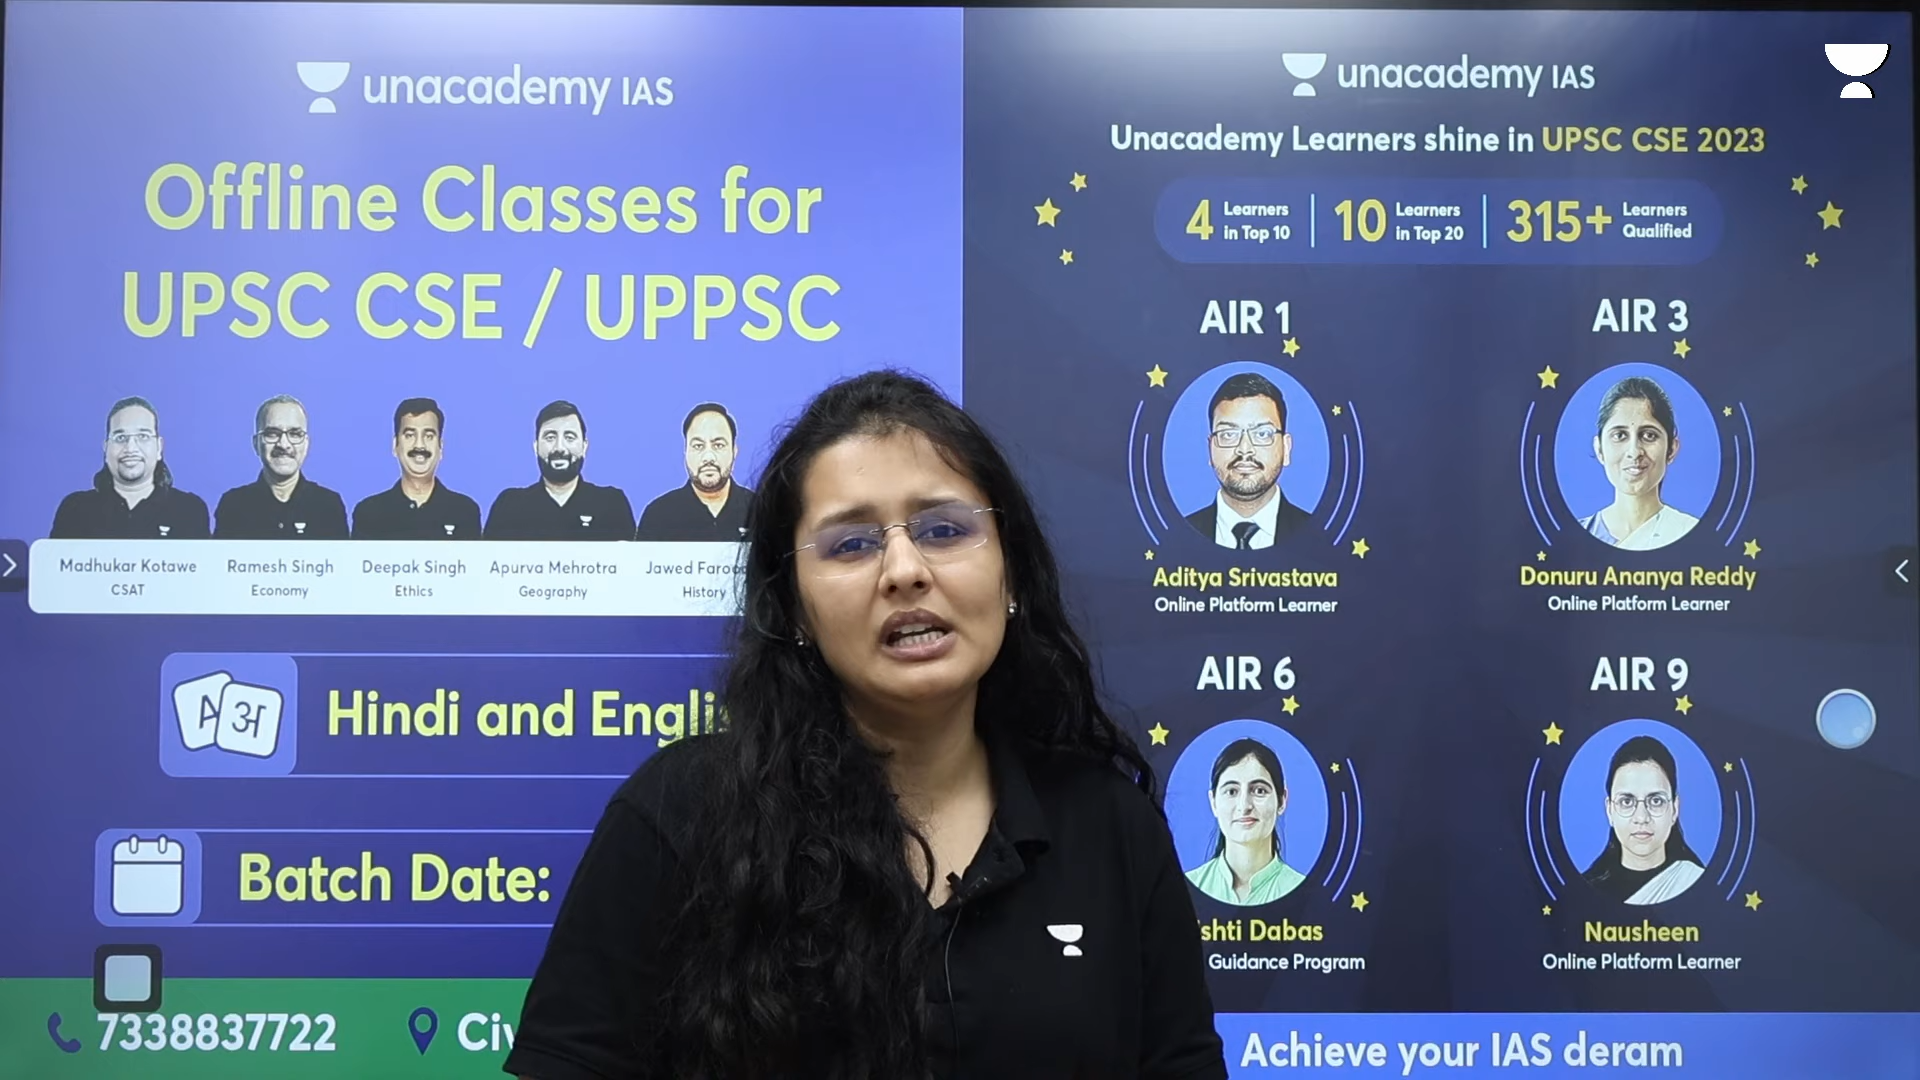 unacademy IAS
Offline Classes for
UPSC CSE / UPPSC
Madhukar Kotawe
CSAT
Ramesh Singh
Economy
Deepak Singh
Ethics
Apurva Mehrotra
Geography
Jawed
History
A अ
Hindi and
Batch Date:
7338837722
unacademy IAS
Unacademy Learners shine in UPSC CSE 2023
4 Learners in Top 10
10 Learners in Top 20
315+ Learners Qualified
AIR 1
Aditya Srivastava
Online Platform Learner
AIR 3
Donuru Ananya Reddy
Online Platform Learner
AIR 6
Dabas
Guidance Program
AIR 9
Nausheen
Online Platform Learner
Achieve your IAS deram